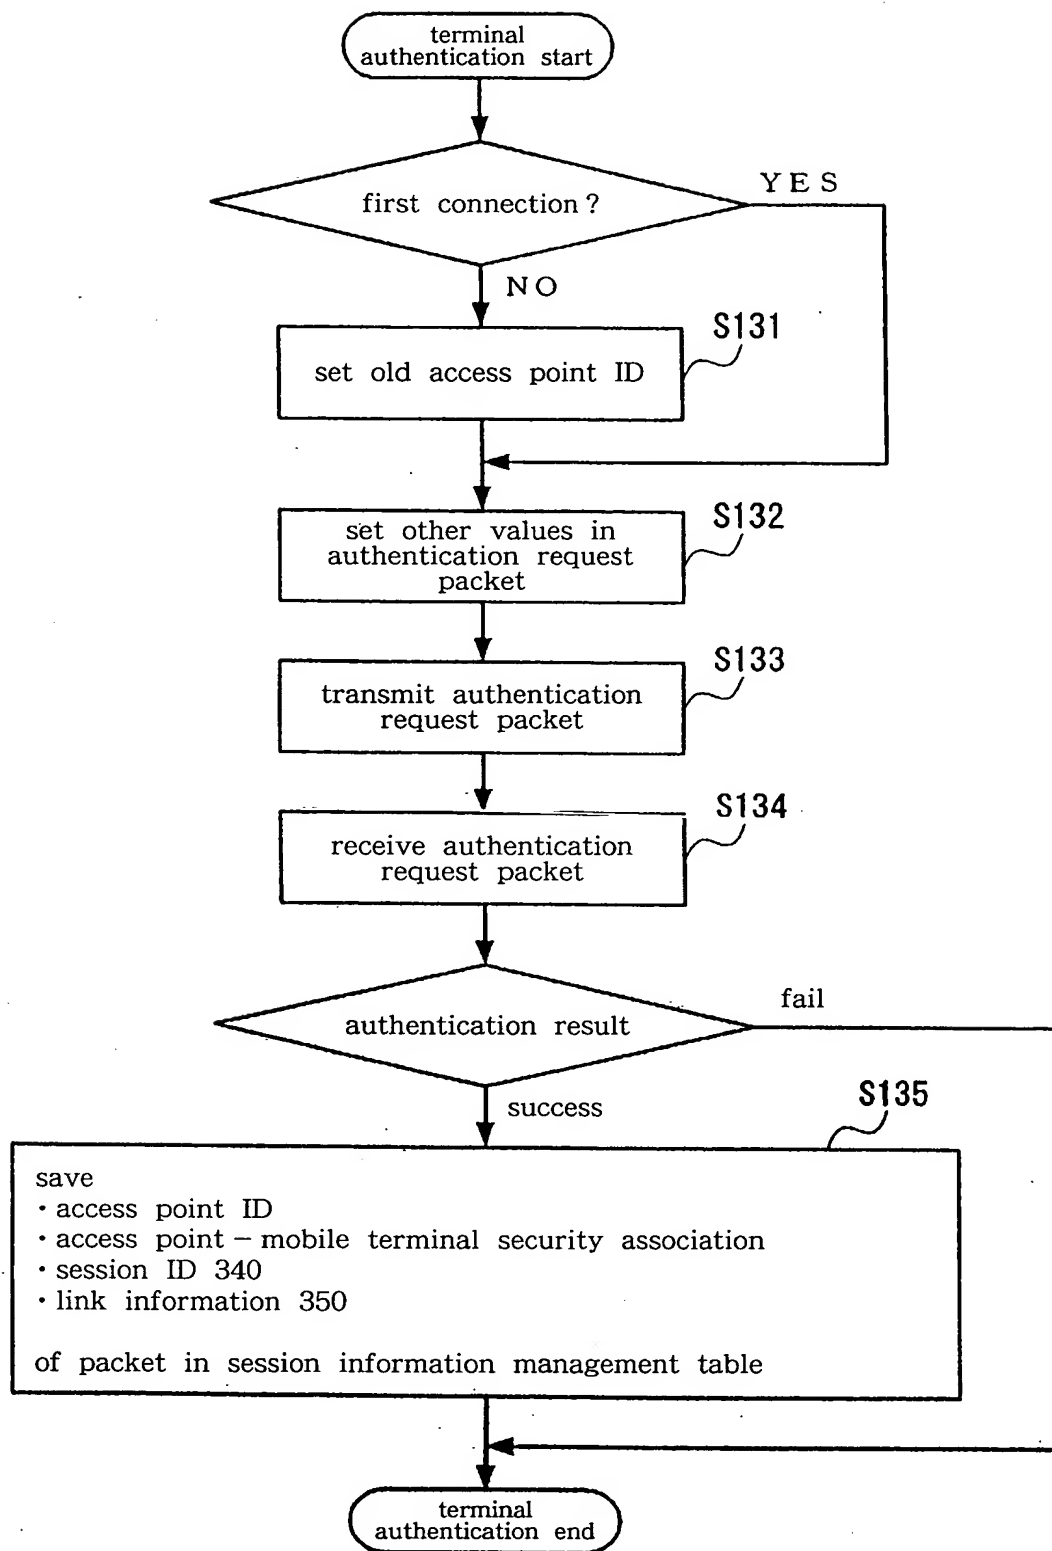 terminal
authentication start
first connection?
YES
NO
S131
set old access point ID
S132
set other values in
authentication request
packet
S133
transmit authentication
request packet
S134
receive authentication
request packet
authentication result
fail
success
S135
save
・access point ID
・access point – mobile terminal security association
・session ID 340
・link information 350
of packet in session information management table
terminal
authentication end